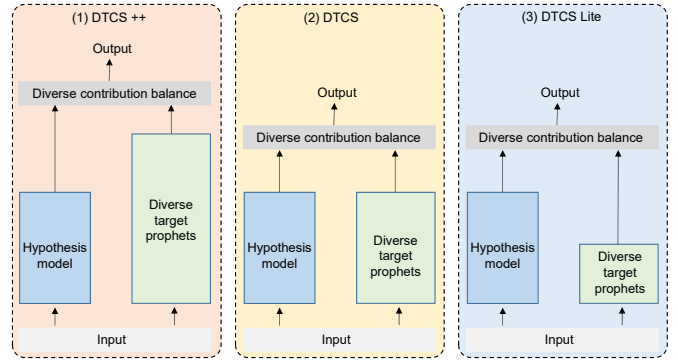 (1) DTCS ++
Output
Diverse contribution balance
Hypothesis
model
Diverse
target
prophets
Input
(2) DTCS
Output
Diverse contribution balance
Hypothesis
model
Diverse
target
prophets
Input
(3) DTCS Lite
Output
Diverse contribution balance
Hypothesis
model
Diverse
target
prophets
Input